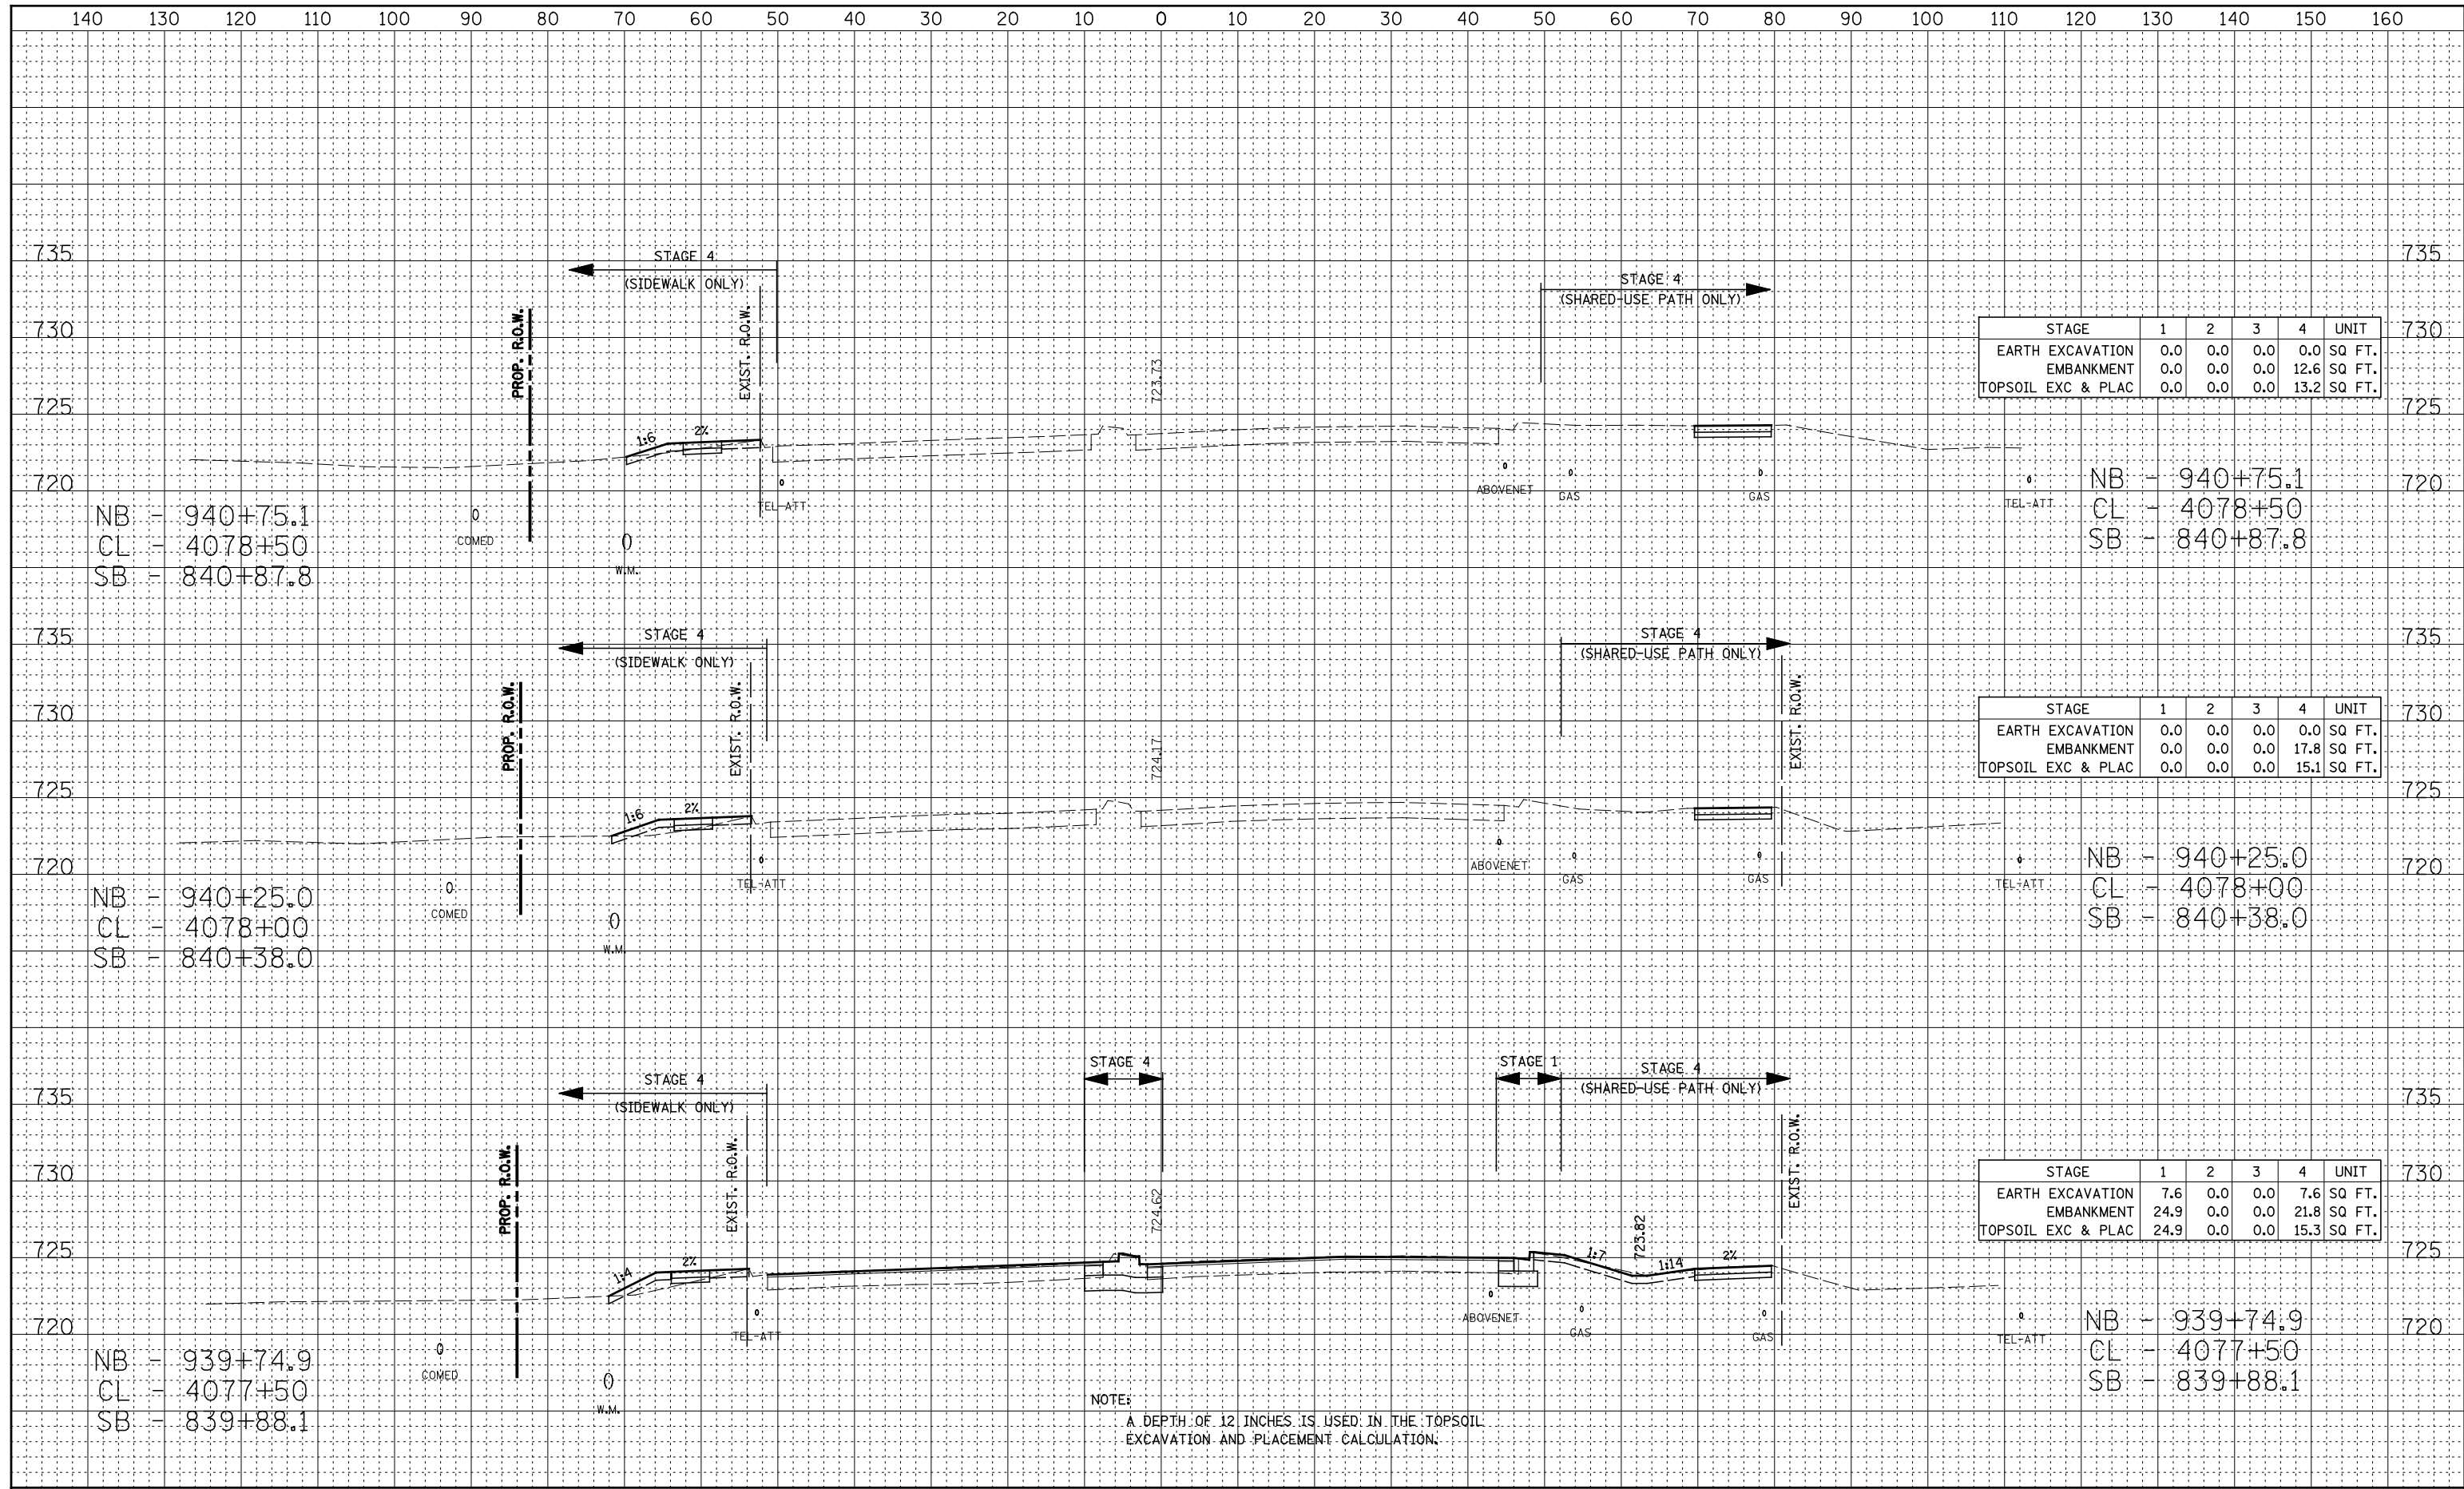 140 130 120 110 100 90 80 70 60 50 40 30 20 10 0 10 20 30 40 50 60 70 80 90 100 110 120 130 140 150 160
735 735
STAGE 4
(SIDEWALK ONLY)
STAGE 4
(SHARED-USE PATH ONLY)
730 730
PROP. R.O.W.
EXIST. R.O.W.
723.73
STAGE 1 2 3 4 UNIT
EARTH EXCAVATION 0.0 0.0 0.0 0.0 SQ FT.
EMBANKMENT 0.0 0.0 0.0 12.6 SQ FT.
TOPSOIL EXC & PLAC 0.0 0.0 0.0 13.2 SQ FT.
725 725
1:6 2%
720 720
TEL-ATT
ABOVENET
GAS
GAS
TEL-ATT
COMED
W.M.
NB - 940+75.1
CL - 4078+50
SB - 840+87.8
NB - 940+75.1
CL - 4078+50
SB - 840+87.8
735 735
STAGE 4
(SIDEWALK ONLY)
STAGE 4
(SHARED-USE PATH ONLY)
730 730
PROP. R.O.W.
EXIST. R.O.W.
724.17
EXIST. R.O.W.
STAGE 1 2 3 4 UNIT
EARTH EXCAVATION 0.0 0.0 0.0 0.0 SQ FT.
EMBANKMENT 0.0 0.0 0.0 17.8 SQ FT.
TOPSOIL EXC & PLAC 0.0 0.0 0.0 15.1 SQ FT.
725 725
1:6 2%
720 720
TEL-ATT
ABOVENET
GAS
GAS
TEL-ATT
COMED
W.M.
NB - 940+25.0
CL - 4078+00
SB - 840+38.0
NB - 940+25.0
CL - 4078+00
SB - 840+38.0
735 735
STAGE 4
(SIDEWALK ONLY)
STAGE 4
STAGE 1
STAGE 4
(SHARED-USE PATH ONLY)
730 730
PROP. R.O.W.
EXIST. R.O.W.
724.62
723.82
EXIST. R.O.W.
STAGE 1 2 3 4 UNIT
EARTH EXCAVATION 7.6 0.0 0.0 7.6 SQ FT.
EMBANKMENT 24.9 0.0 0.0 21.8 SQ FT.
TOPSOIL EXC & PLAC 24.9 0.0 0.0 15.3 SQ FT.
725 725
1:4 2% 1:7 1:14 2%
720 720
TEL-ATT
ABOVENET
GAS
GAS
TEL-ATT
COMED
W.M.
NB - 939+74.9
CL - 4077+50
SB - 839+88.1
NB - 939+74.9
CL - 4077+50
SB - 839+88.1
NOTE:
A DEPTH OF 12 INCHES IS USED IN THE TOPSOIL
EXCAVATION AND PLACEMENT CALCULATION.